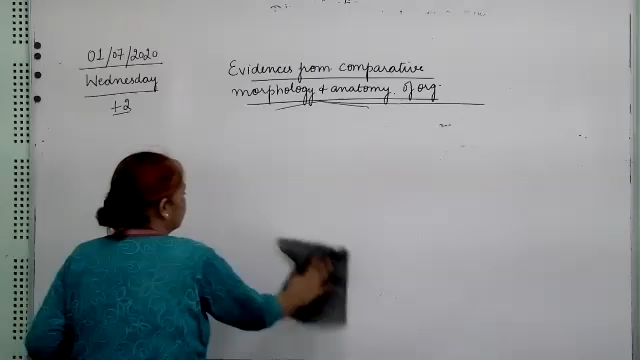 01/07/2020
Wednesday
+2
Evidences from comparative
morphology & anatomy of org.